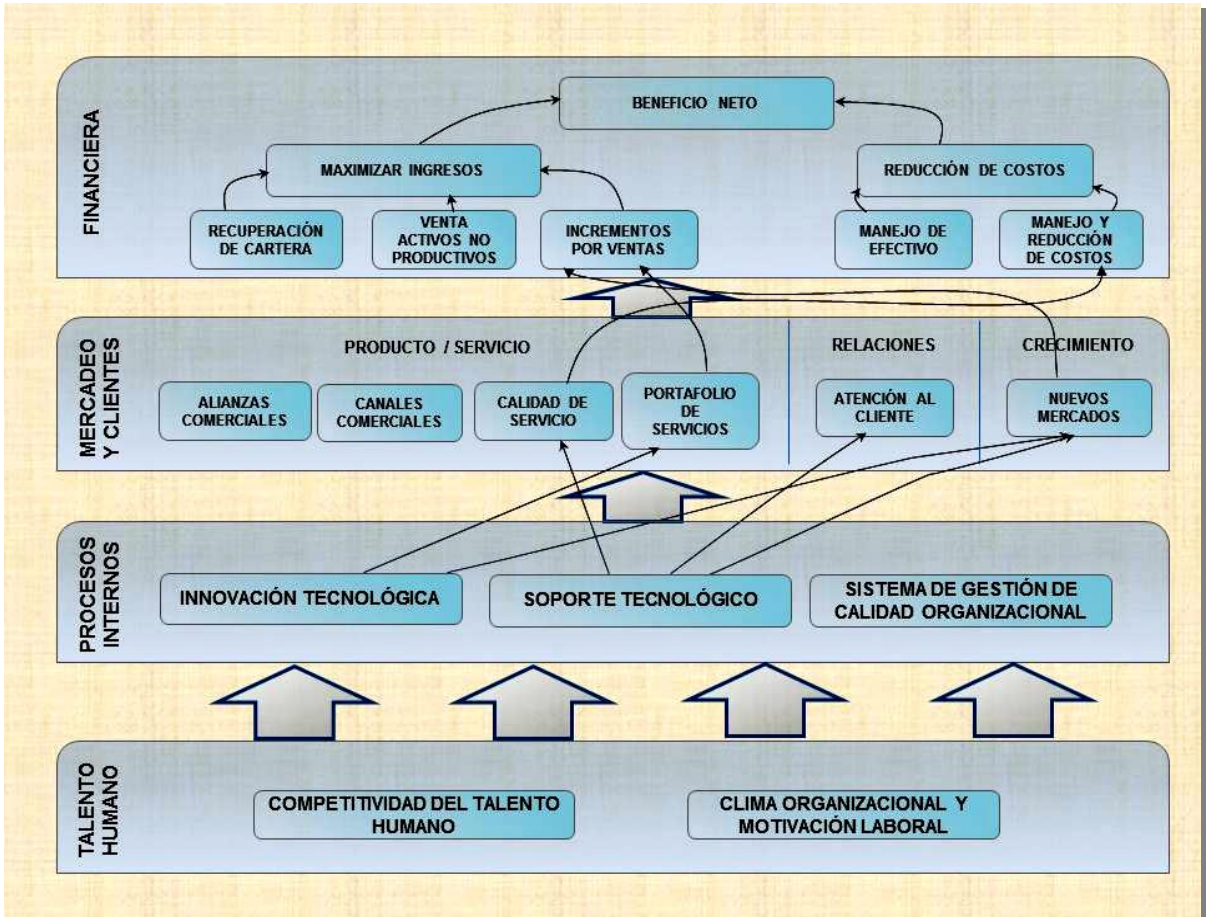 FINANCIERA
BENEFICIO NETO
MAXIMIZAR INGRESOS
REDUCCIÓN DE COSTOS
RECUPERACIÓN
DE CARTERA
VENTA
ACTIVOS NO
PRODUCTIVOS
INCREMENTOS
POR VENTAS
MANEJO DE
EFECTIVO
MANEJO Y
REDUCCIÓN
DE COSTOS
MERCADEO
Y CLIENTES
PRODUCTO / SERVICIO
ALIANZAS
COMERCIALES
CANALES
COMERCIALES
CALIDAD DE
SERVICIO
PORTAFOLIO
DE
SERVICIOS
RELACIONES
ATENCIÓN AL
CLIENTE
CRECIMIENTO
NUEVOS
MERCADOS
PROCESOS
INTERNOS
INNOVACIÓN TECNOLÓGICA
SOPORTE TECNOLÓGICO
SISTEMA DE GESTIÓN DE
CALIDAD ORGANIZACIONAL
TALENTO
HUMANO
COMPETITIVIDAD DEL TALENTO
HUMANO
CLIMA ORGANIZACIONAL Y
MOTIVACIÓN LABORAL